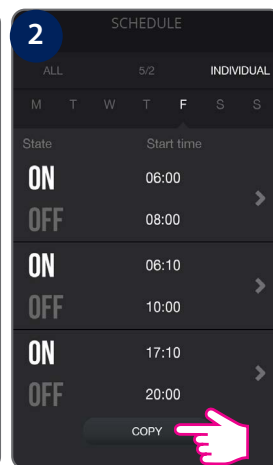 2
SCHEDULE
ALL 5/2 INDIVIDUAL
M T W T F S S
State Start time
ON 06:00
OFF 08:00
ON 06:10
OFF 10:00
ON 17:10
OFF 20:00
COPY